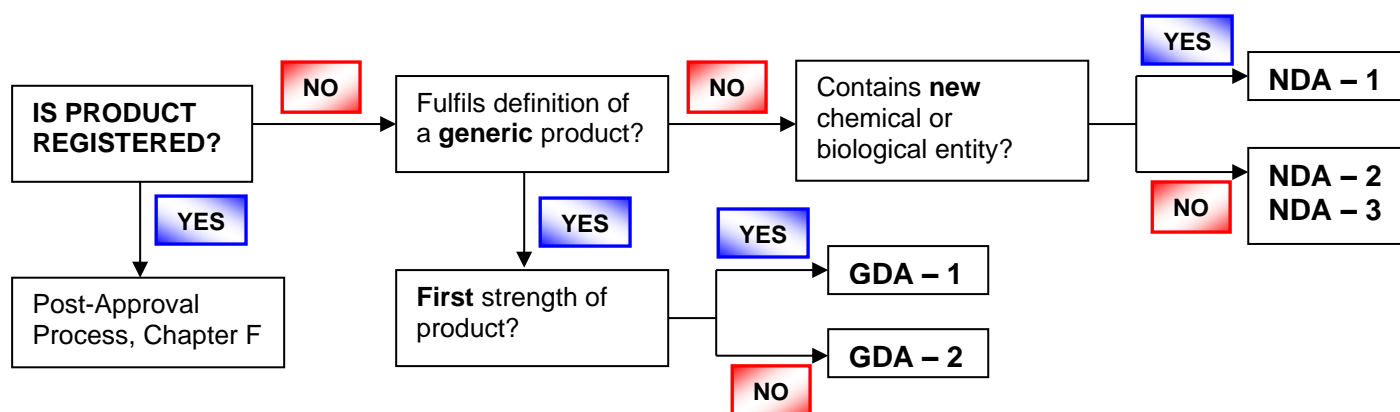 IS PRODUCT
REGISTERED?
NO
Fulfils definition of
a generic product?
NO
Contains new
chemical or
biological entity?
YES
NDA – 1
NO
NDA – 2
NDA – 3
YES
Post-Approval
Process, Chapter F
YES
First strength of
product?
YES
GDA – 1
NO
GDA – 2